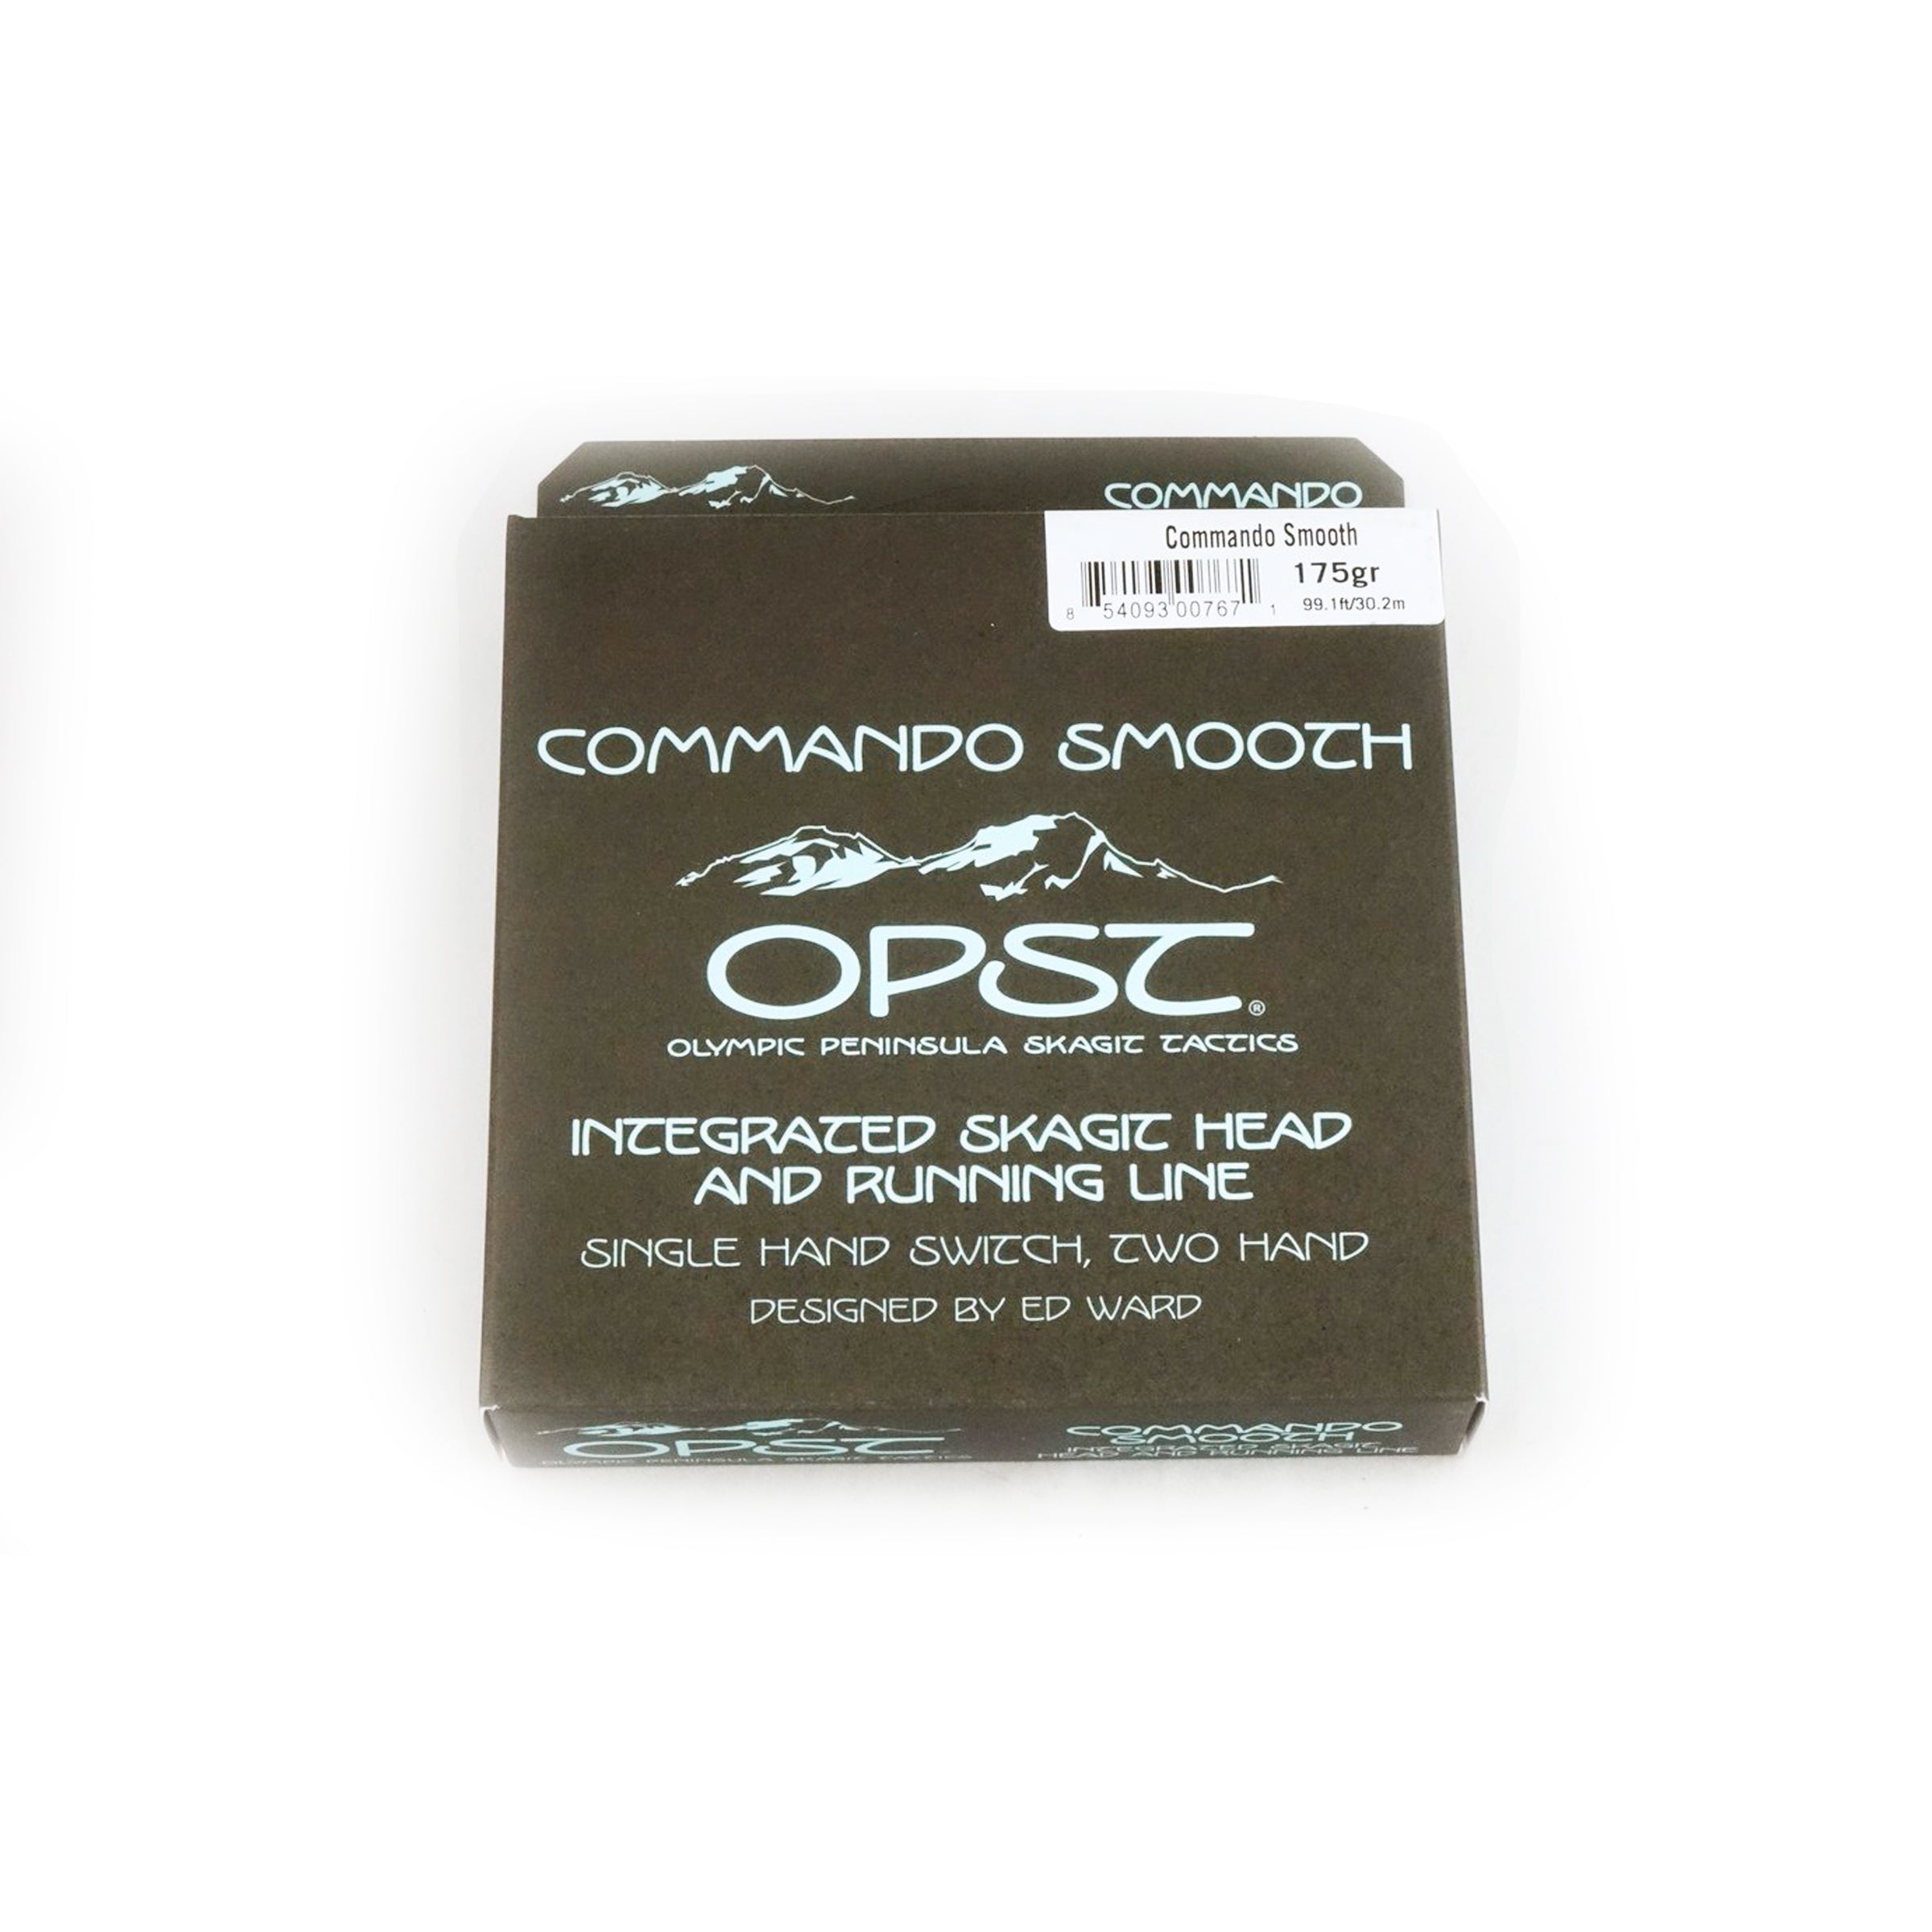 COMMANDO
Commando Smooth
175gr
8 54093 00767 1
99.1ft/30.2m
COMMANDO SMOOTH
OPST®
OLYMPIC PENINSULA SKAGIT TACTICS
INTEGRATED SKAGIT HEAD
AND RUNNING LINE
SINGLE HAND SWITCH, TWO HAND
DESIGNED BY ED WARD
OPST
OLYMPIC PENINSULA SKAGIT TACTICS
COMMANDO
SMOOTH
INTEGRATED SKAGIT
HEAD AND RUNNING LINE